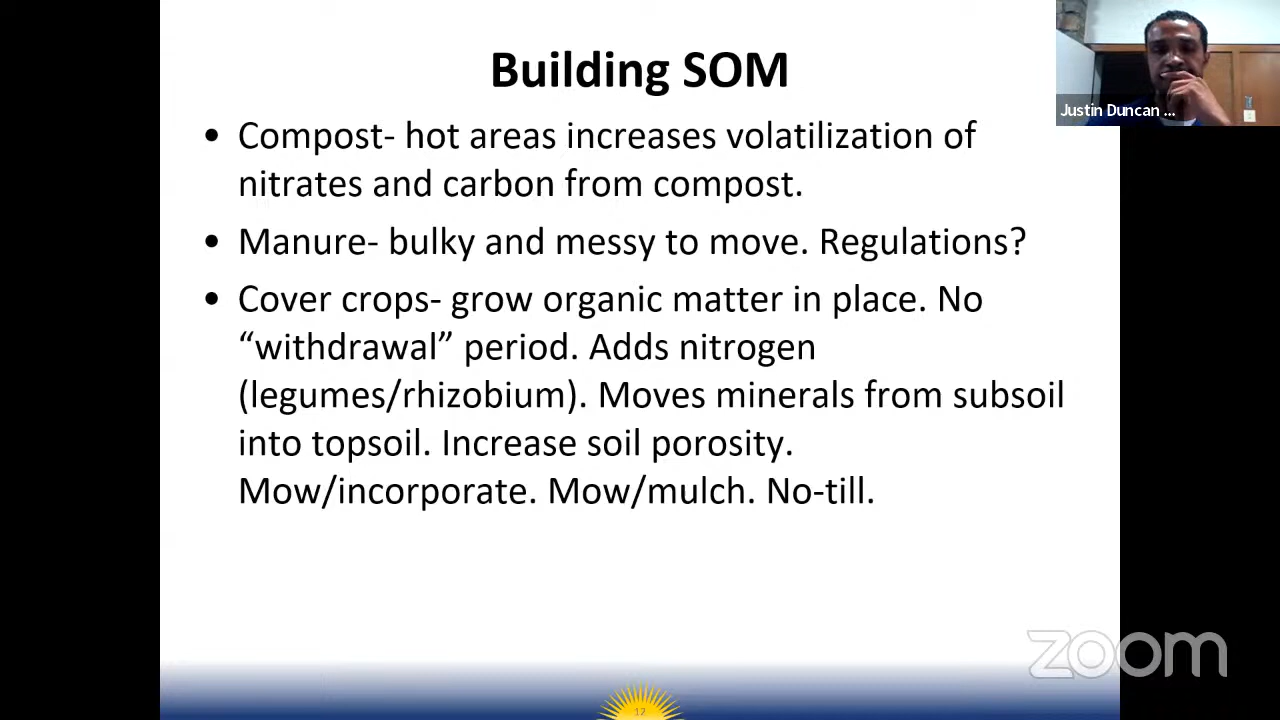 Building SOM
Justin Duncan ...
• Compost- hot areas increases volatilization of
nitrates and carbon from compost.
• Manure- bulky and messy to move. Regulations?
• Cover crops- grow organic matter in place. No
“withdrawal” period. Adds nitrogen
(legumes/rhizobium). Moves minerals from subsoil
into topsoil. Increase soil porosity.
Mow/incorporate. Mow/mulch. No-till.
zoom
12